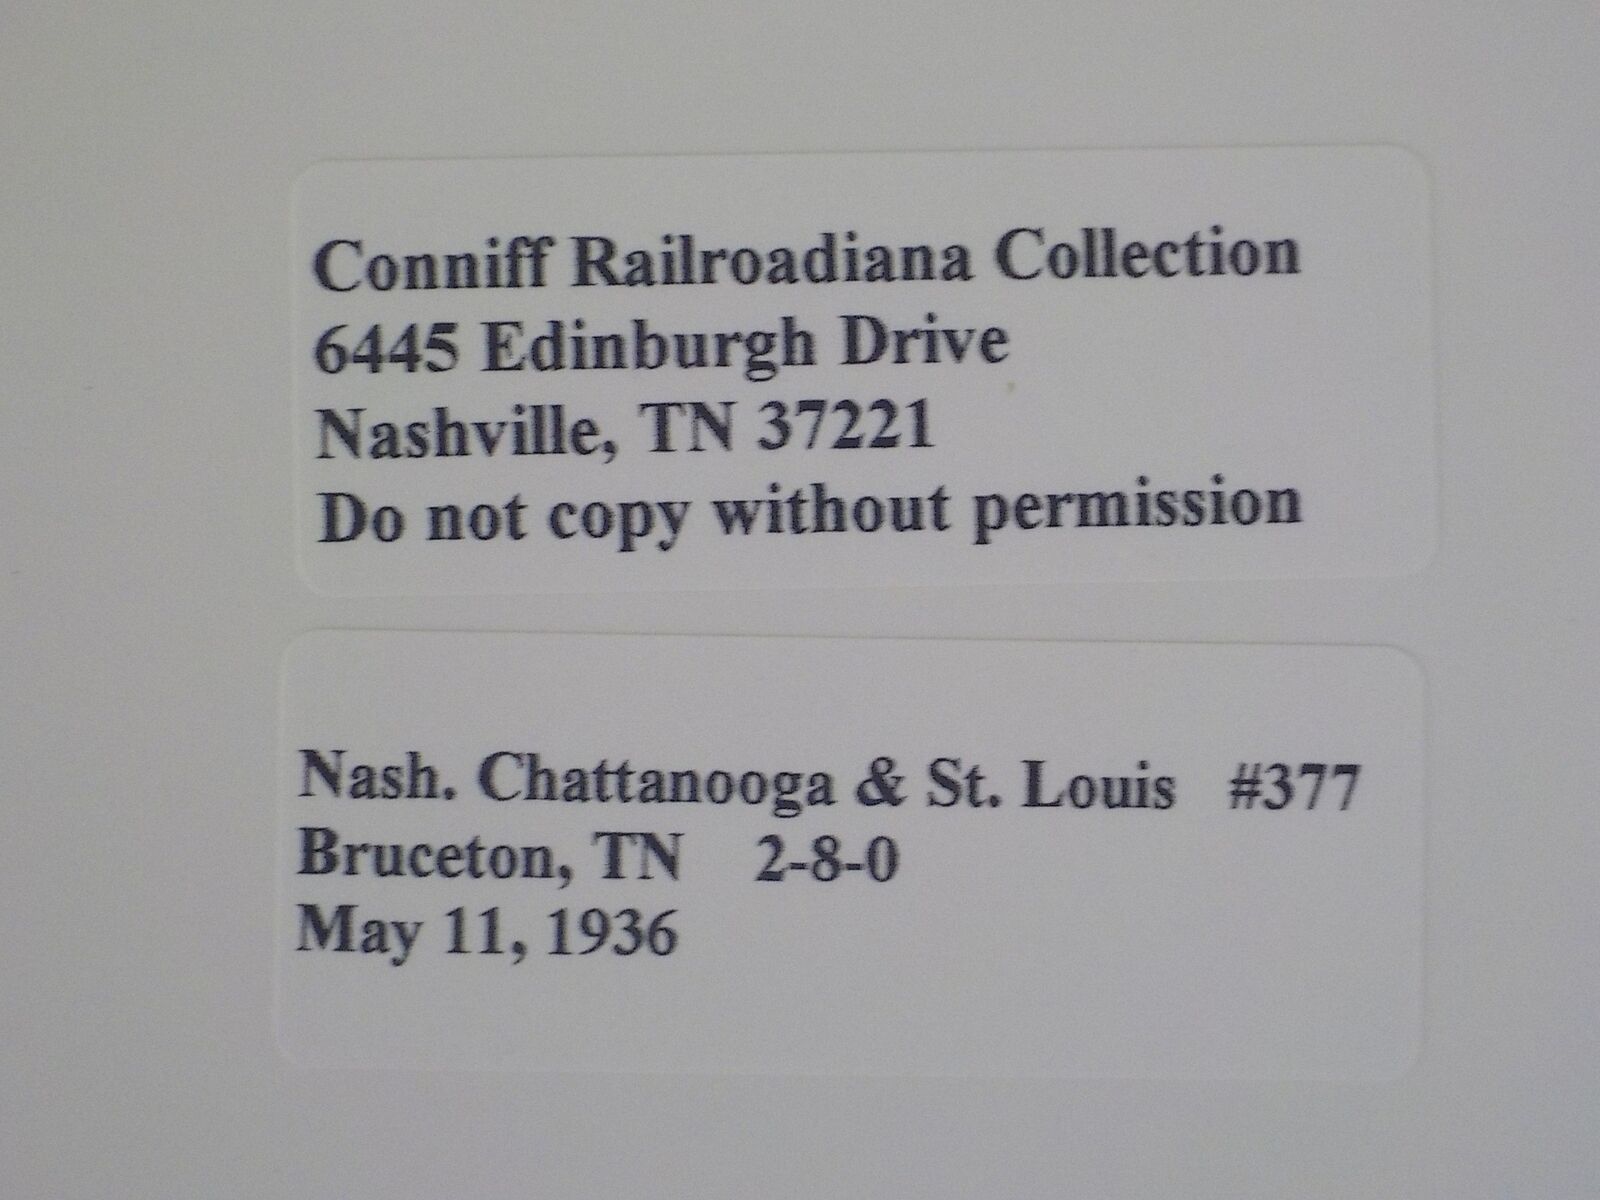 Conniff Railroadiana Collection
6445 Edinburgh Drive
Nashville, TN 37221
Do not copy without permission
Nash. Chattanooga & St. Louis #377
Bruceton, TN 2-8-0
May 11, 1936